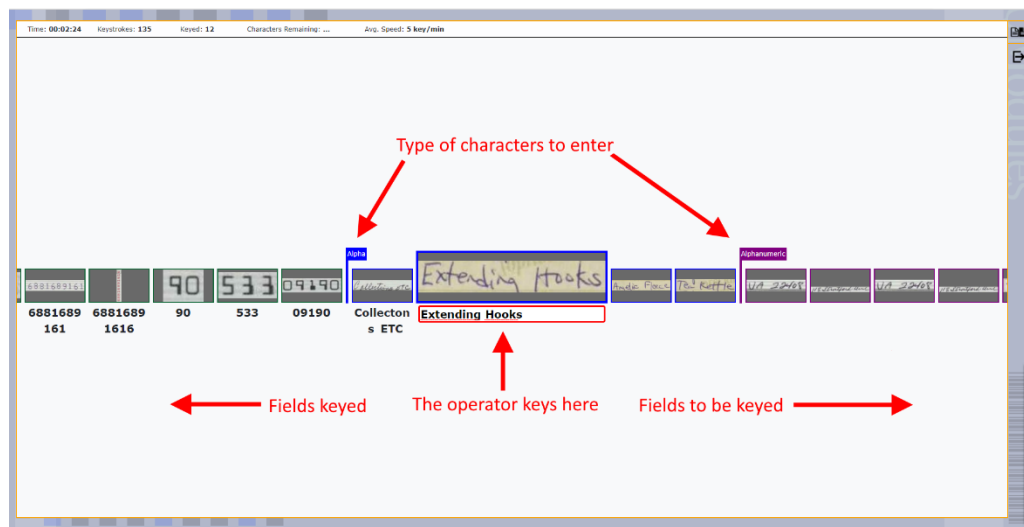 Time: 00:02:24 Keystrokes: 135 Keyed: 12 Characters Remaining: ... Avg. Speed: 5 key/min
Type of characters to enter
Alpha
Alphanumeric
6881689161
90
533
09190
Extending Hooks
Tea Kettle
VA 22408
VA 22408
6881689
161
6881689
1616
90
533
09190
Collecton
s ETC
Extending Hooks
Fields keyed
The operator keys here
Fields to be keyed